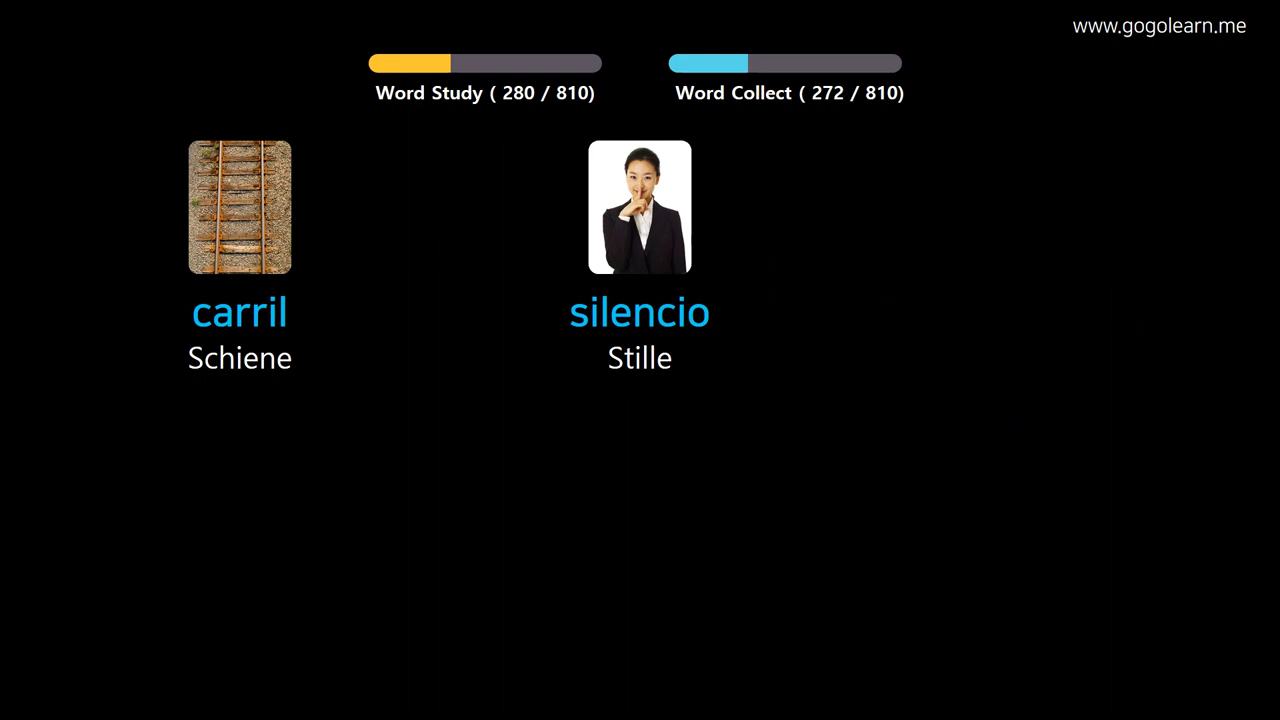 www.gogolearn.me
Word Study ( 280 / 810)
Word Collect ( 272 / 810)
carril
Schiene
silencio
Stille